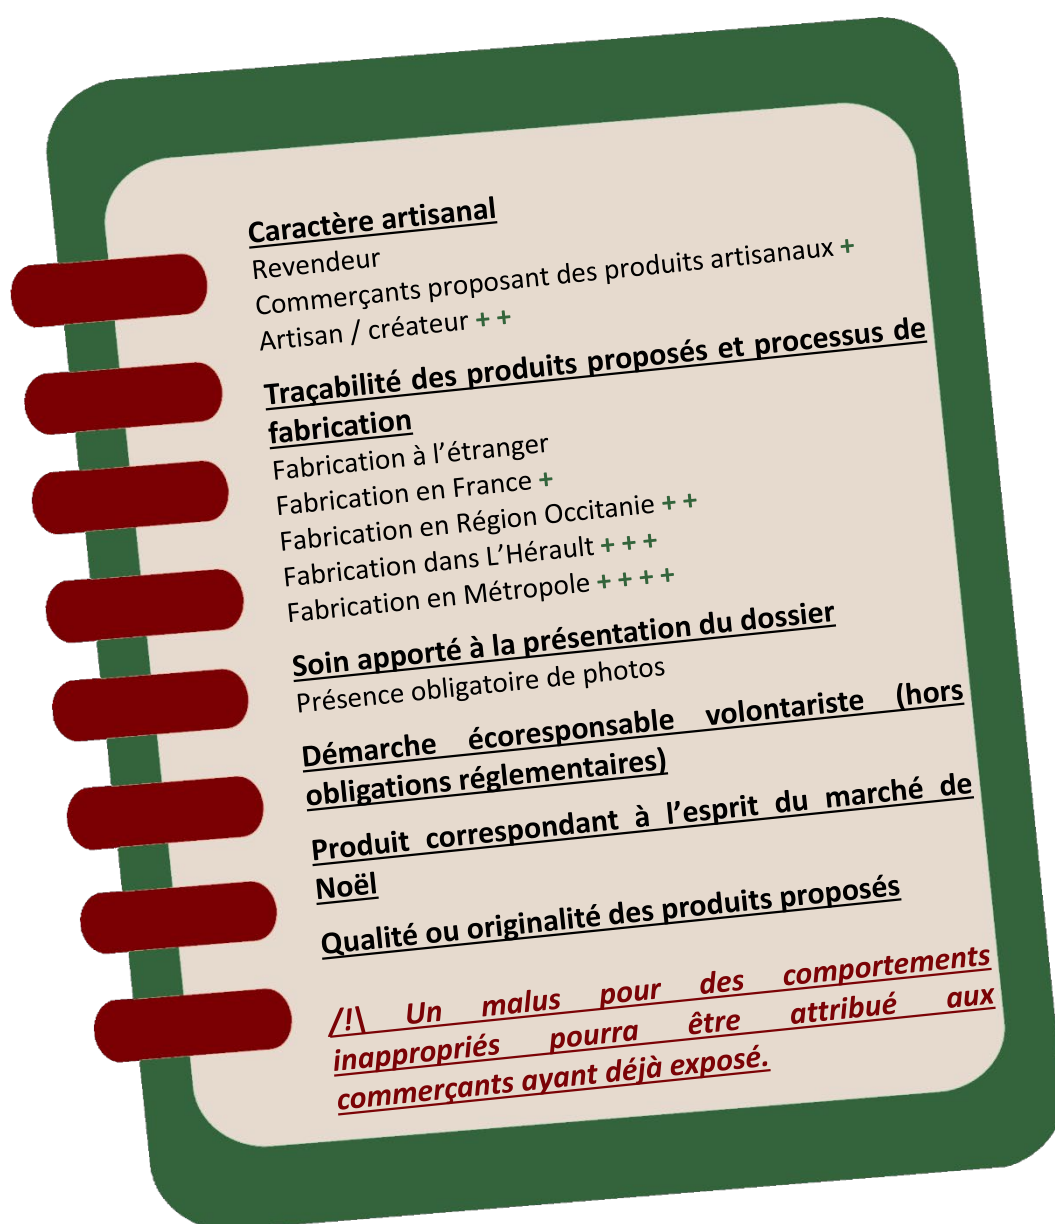 Caractère artisanal
Revendeur
Commerçants proposant des produits artisanaux +
Artisan / créateur + +
Traçabilité des produits proposés et processus de
fabrication
Fabrication à l’étranger
Fabrication en France +
Fabrication en Région Occitanie + +
Fabrication dans L’Hérault + + +
Fabrication en Métropole + + + +
Soin apporté à la présentation du dossier
Présence obligatoire de photos
Démarche écoresponsable volontariste (hors
obligations réglementaires)
Produit correspondant à l’esprit du marché de
Noël
Qualité ou originalité des produits proposés
/!\ Un malus pour des comportements
inappropriés pourra être attribué aux
commerçants ayant déjà exposé.